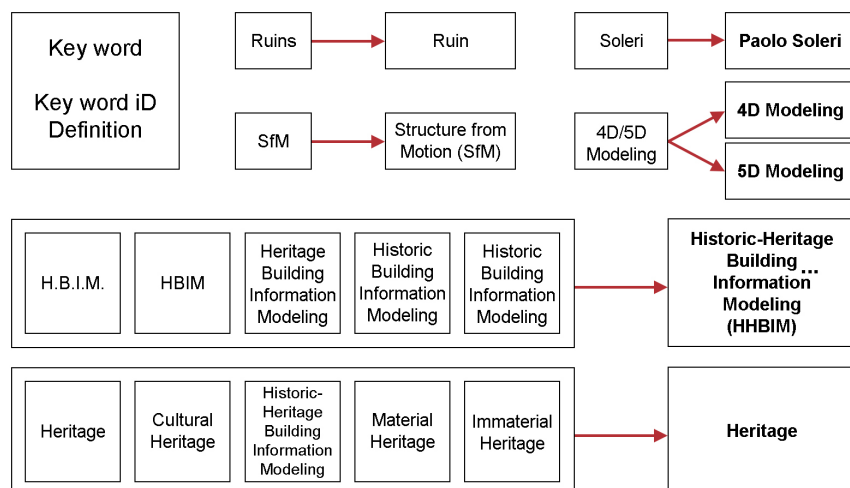 Key word
Key word iD
Definition
Ruins
Ruin
Soleri
Paolo Soleri
SfM
Structure from
Motion (SfM)
4D/5D
Modeling
4D Modeling
5D Modeling
H.B.I.M.
HBIM
Heritage
Building
Information
Modeling
Historic
Building
Information
Modeling
Historic
Building
Information
Modeling
Historic-Heritage
Building ...
Information
Modeling
(HHBIM)
Heritage
Cultural
Heritage
Historic-
Heritage
Building
Information
Modeling
Material
Heritage
Immaterial
Heritage
Heritage